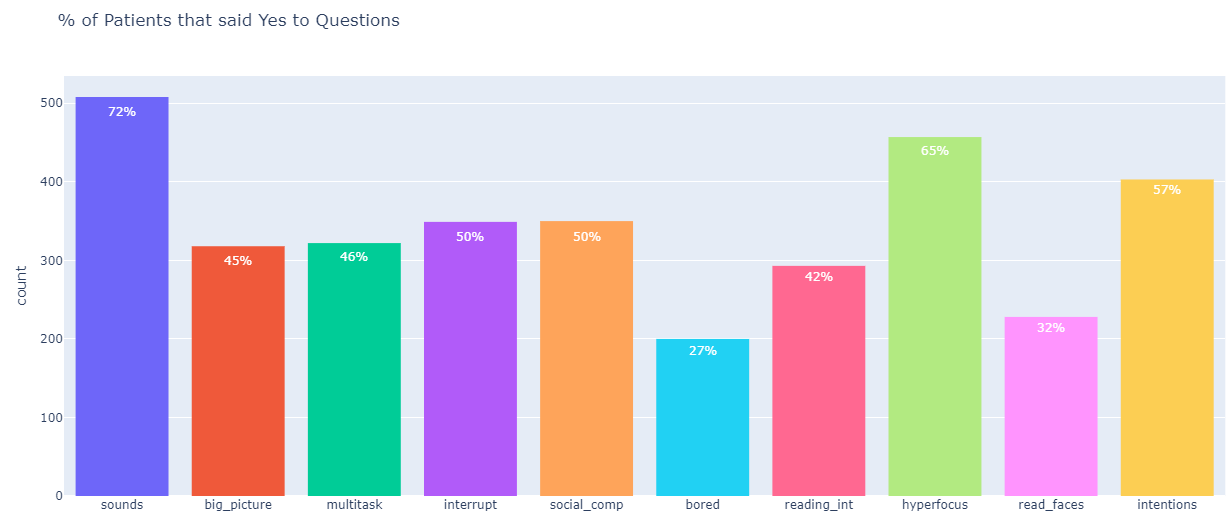 % of Patients that said Yes to Questions
500
400
300
200
100
0
count
72%
45%
46%
50%
50%
27%
42%
65%
32%
57%
sounds
big_picture
multitask
interrupt
social_comp
bored
reading_int
hyperfocus
read_faces
intentions